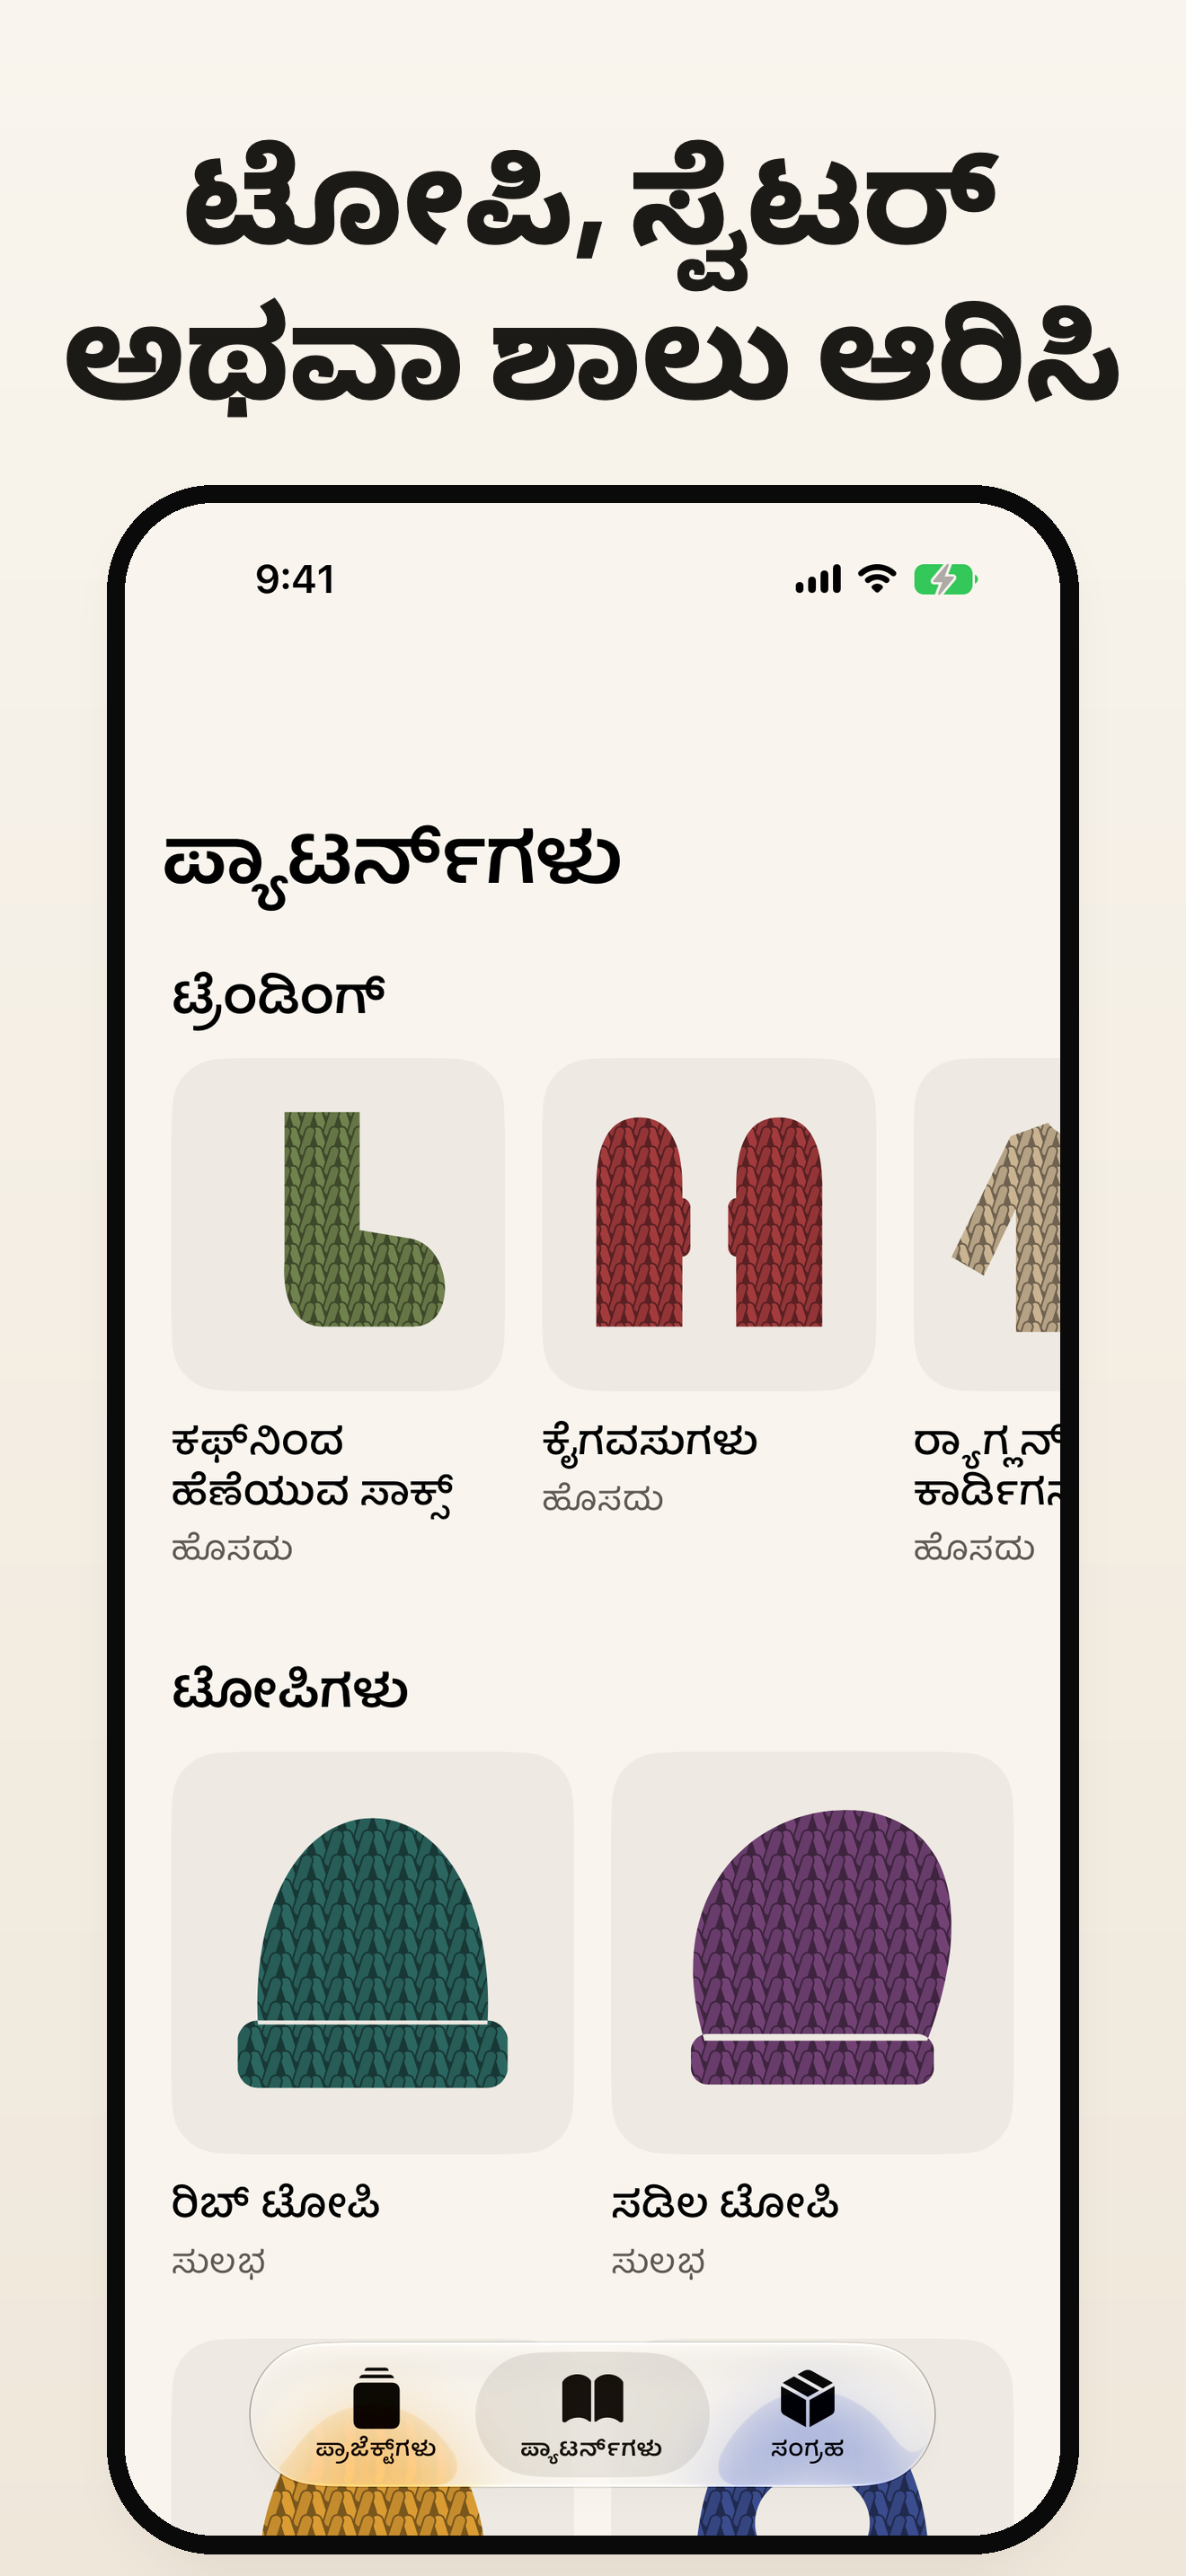 ಟೋಪಿ, ಸ್ವೆಟರ್
ಅಥವಾ ಶಾಲು ಆರಿಸಿ
9:41
ಪ್ಯಾಟರ್ನ್‌ಗಳು
ಟ್ರೆಂಡಿಂಗ್
ಕಫ್‌ನಿಂದ
ಹೆಣೆಯುವ ಸಾಕ್ಸ್
ಹೊಸದು
ಕೈಗವಸುಗಳು
ಹೊಸದು
ರ‍್ಯಾಗ್ಲನ್
ಹೊಸದು
ಟೋಪಿಗಳು
ರಿಬ್ ಟೋಪಿ
ಸುಲಭ
ಸಡಿಲ ಟೋಪಿ
ಸುಲಭ
ಪ್ರಾಜೆಕ್ಟ್‌ಗಳು
ಪ್ಯಾಟರ್ನ್‌ಗಳು
ಸಂಗ್ರಹ